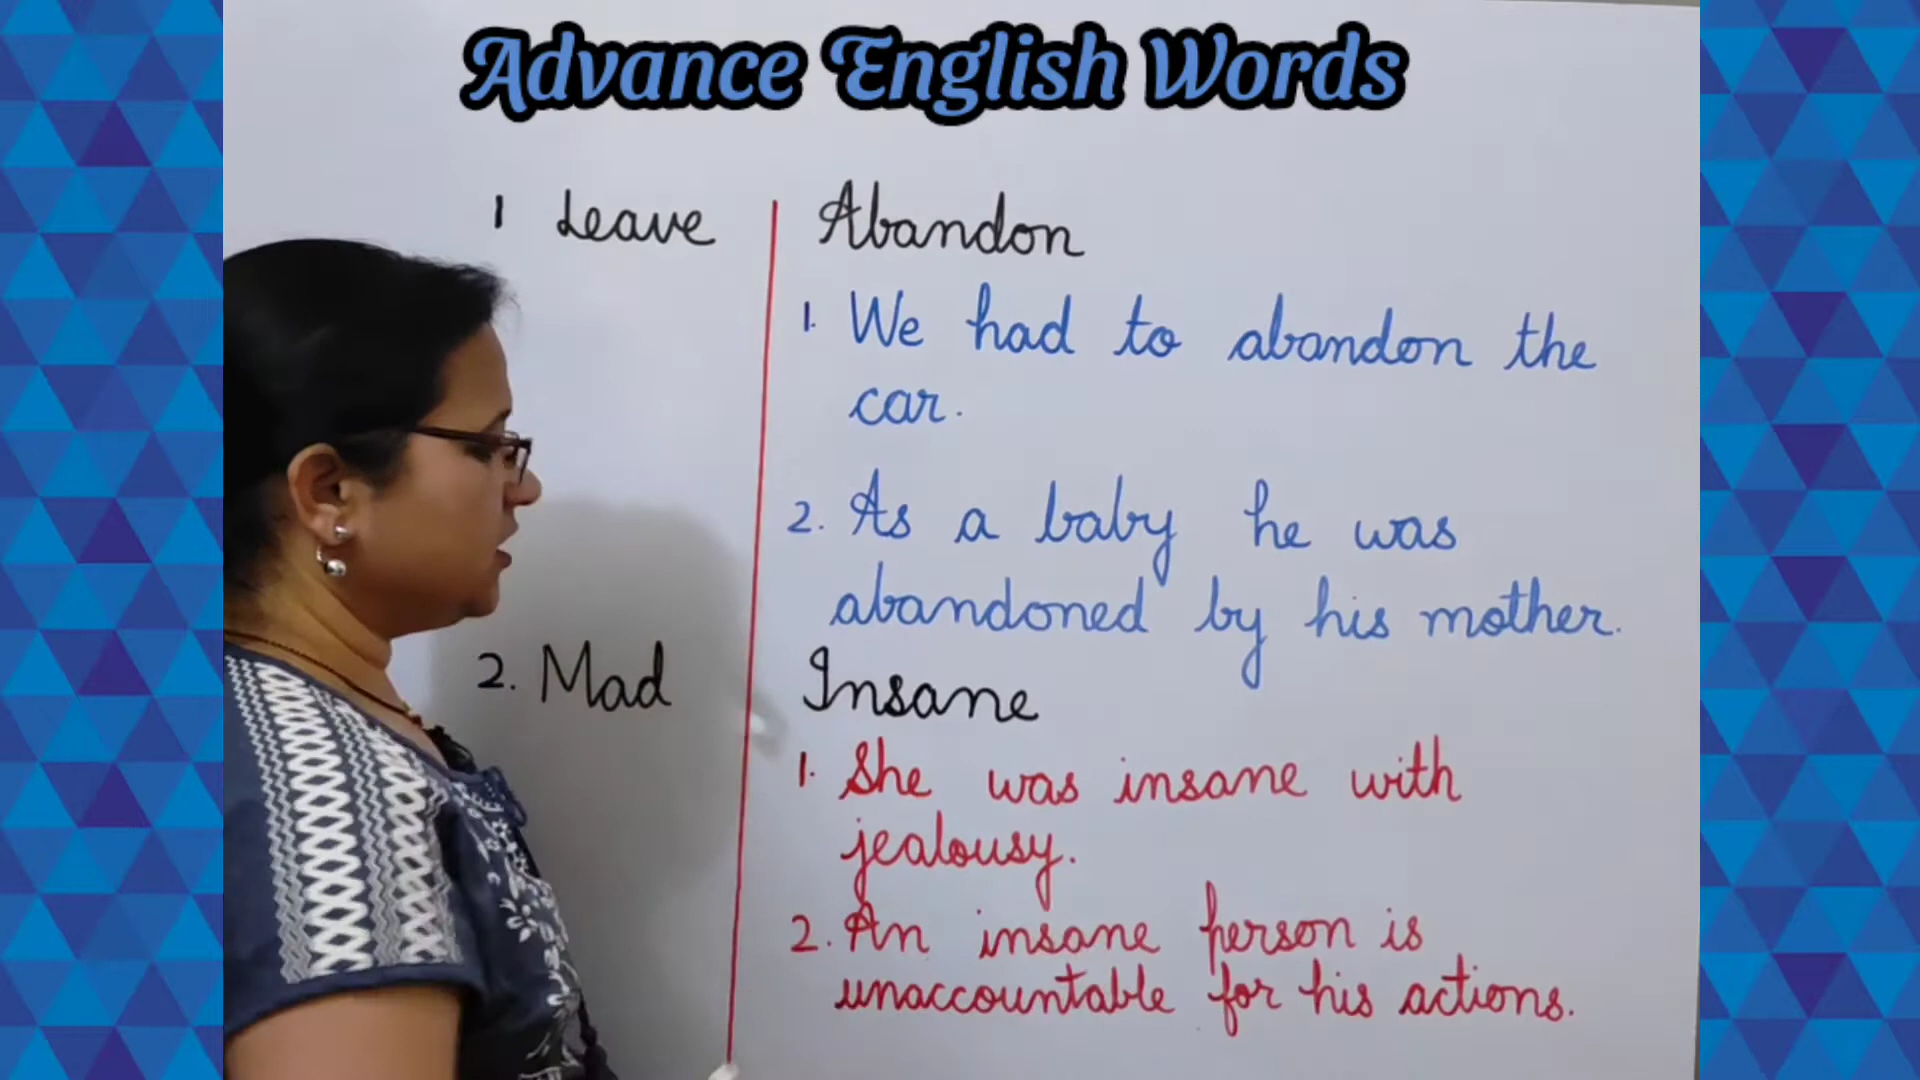 Advance English Words
1 Leave Abandon
1. We had to abandon the
car.
2. As a baby he was
abandoned by his mother.
2. Mad Insane
1. She was insane with
jealousy.
2. An insane person is
unaccountable for his actions.